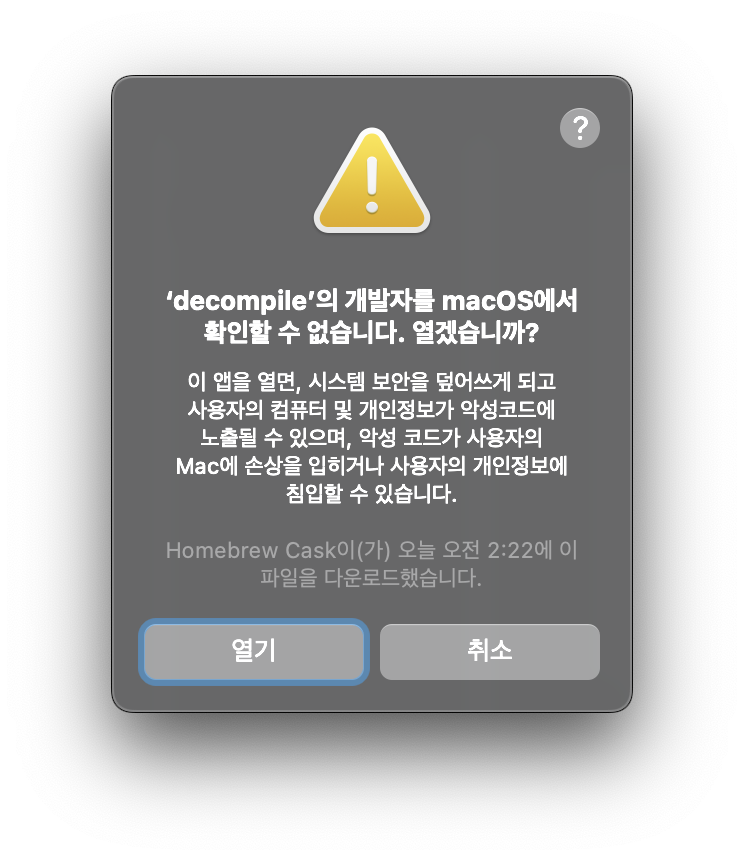 ?
‘decompile’의 개발자를 macOS에서
확인할 수 없습니다. 열겠습니까?
이 앱을 열면, 시스템 보안을 덮어쓰게 되고
사용자의 컴퓨터 및 개인정보가 악성코드에
노출될 수 있으며, 악성 코드가 사용자의
Mac에 손상을 입히거나 사용자의 개인정보에
침입할 수 있습니다.
Homebrew Cask이(가) 오늘 오전 2:22에 이
파일을 다운로드했습니다.
열기
취소